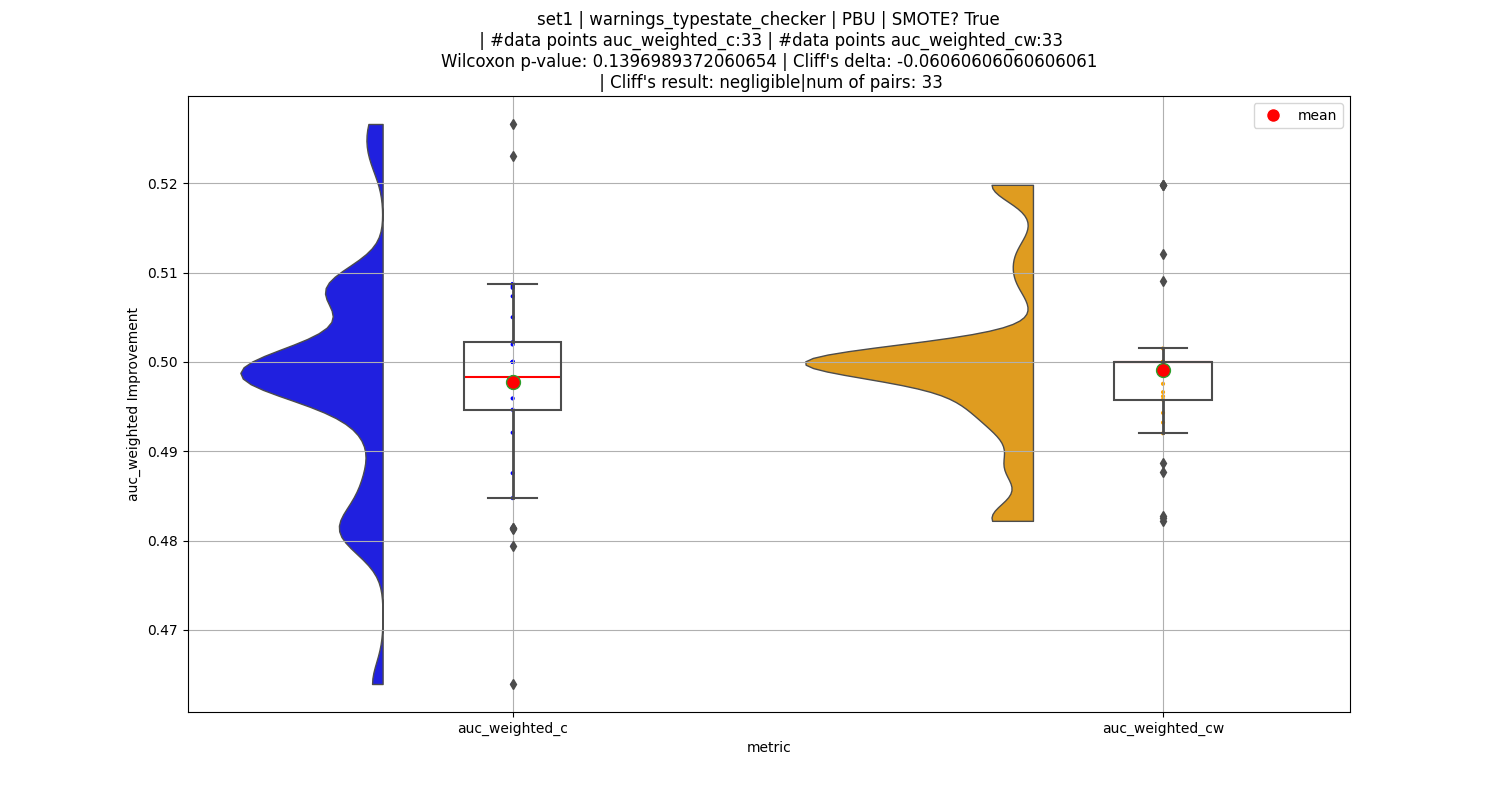 set1 | warnings_typestate_checker | PBU | SMOTE? True
| #data points auc_weighted_c:33 | #data points auc_weighted_cw:33
Wilcoxon p-value: 0.1396989372060654 | Cliff's delta: -0.06060606060606061
| Cliff's result: negligible|num of pairs: 33
mean
0.52
0.51
0.50
0.49
0.48
0.47
auc_weighted Improvement
auc_weighted_c
auc_weighted_cw
metric